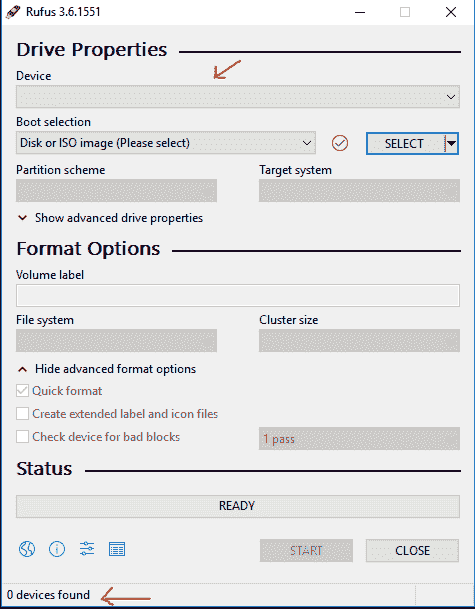 Rufus 3.6.1551
Drive Properties
Device
Boot selection
Disk or ISO image (Please select)
SELECT
Partition scheme
Target system
Show advanced drive properties
Format Options
Volume label
File system
Cluster size
Hide advanced format options
Quick format
Create extended label and icon files
Check device for bad blocks
1 pass
Status
READY
START
CLOSE
0 devices found